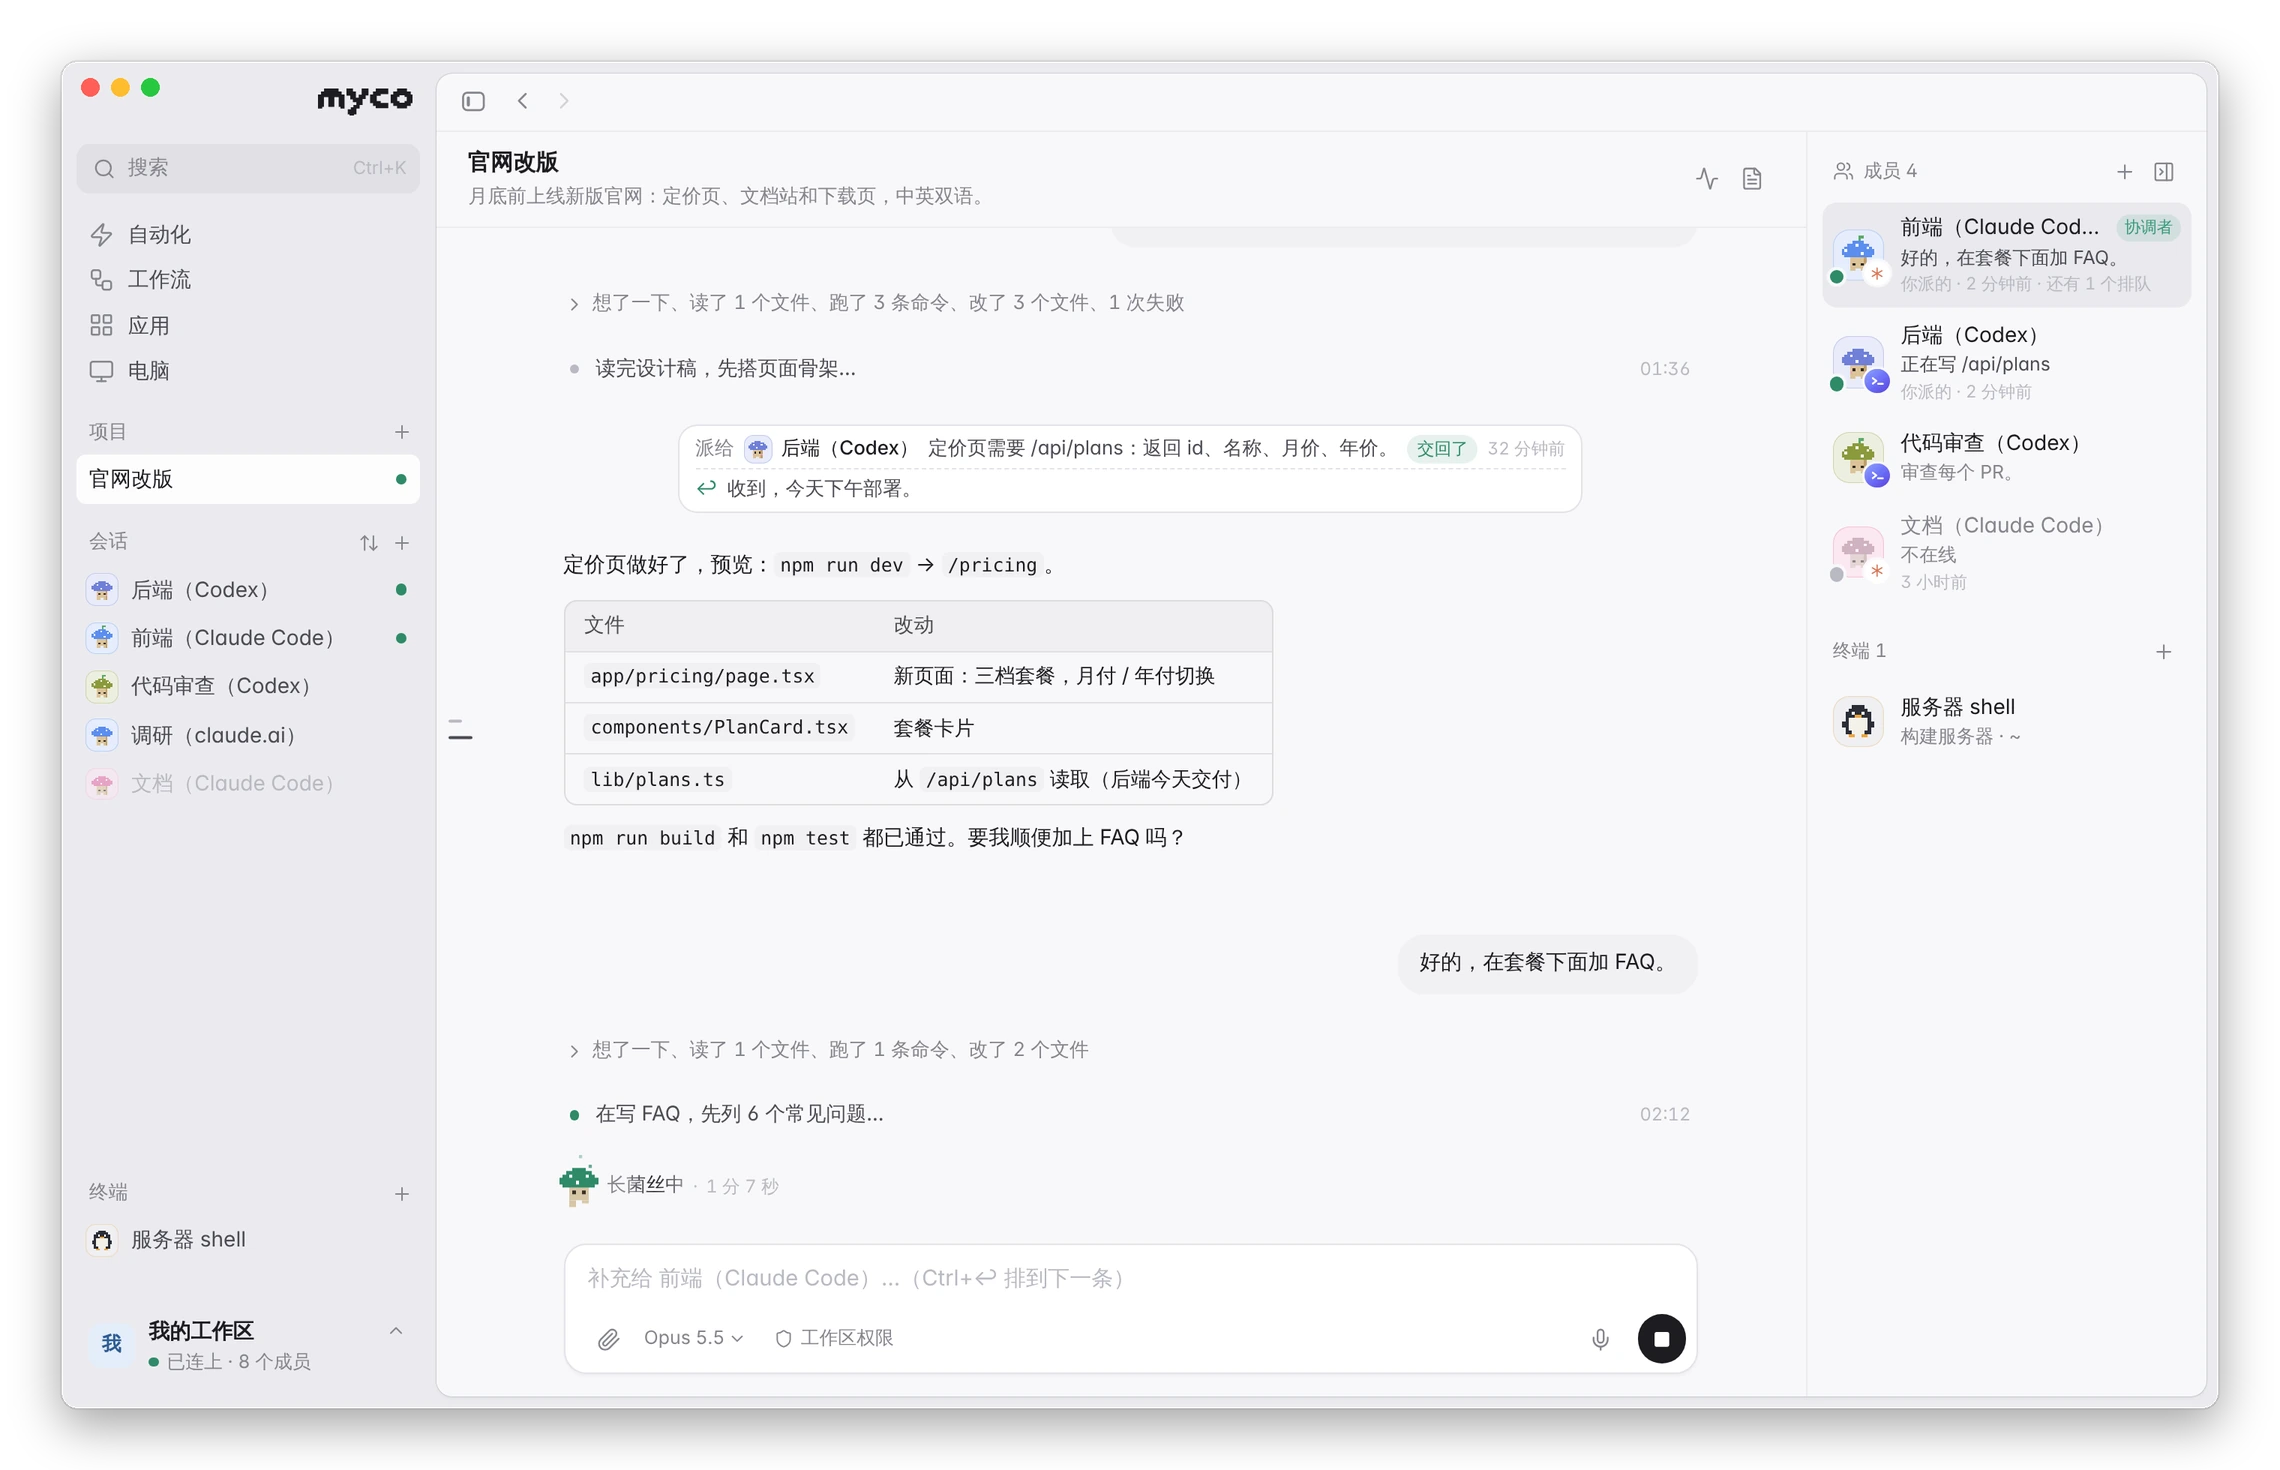 myco
搜索 Ctrl+K
自动化
工作流
应用
电脑
项目
官网改版
会话
后端（Codex）
前端（Claude Code）
代码审查（Codex）
调研（claude.ai）
文档（Claude Code）
终端
服务器 shell
我
我的工作区
已连上 · 8 个成员
官网改版
月底前上线新版官网：定价页、文档站和下载页，中英双语。
想了一下、读了 1 个文件、跑了 3 条命令、改了 3 个文件、1 次失败
读完设计稿，先搭页面骨架... 01:36
派给 后端（Codex） 定价页需要 /api/plans：返回 id、名称、月价、年价。 交回了 32 分钟前
收到，今天下午部署。
定价页做好了，预览：npm run dev → /pricing。
文件 改动
app/pricing/page.tsx 新页面：三档套餐，月付 / 年付切换
components/PlanCard.tsx 套餐卡片
lib/plans.ts 从 /api/plans 读取（后端今天交付）
npm run build 和 npm test 都已通过。要我顺便加上 FAQ 吗？
好的，在套餐下面加 FAQ。
想了一下、读了 1 个文件、跑了 1 条命令、改了 2 个文件
在写 FAQ，先列 6 个常见问题... 02:12
长菌丝中 · 1 分 7 秒
补充给 前端（Claude Code）...（Ctrl+↩ 排到下一条）
Opus 5.5 工作区权限
成员 4
前端（Claude Cod... 协调者
好的，在套餐下面加 FAQ。
你派的 · 2 分钟前 · 还有 1 个排队
后端（Codex）
正在写 /api/plans
你派的 · 2 分钟前
代码审查（Codex）
审查每个 PR。
文档（Claude Code）
不在线
3 小时前
终端 1
服务器 shell
构建服务器 · ~